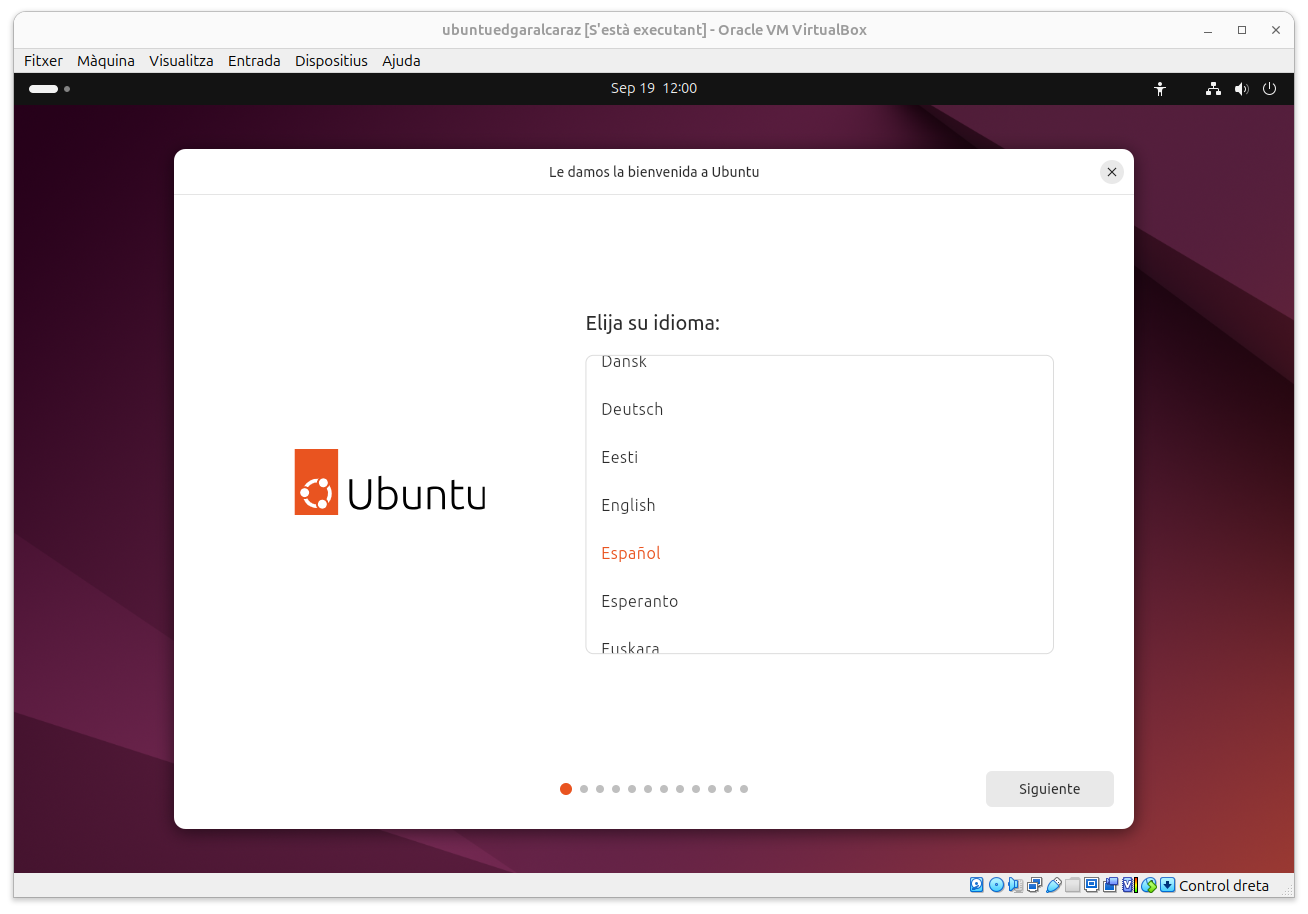 ubuntuedgaralcaraz [S'està executant] - Oracle VM VirtualBox
Fitxer Màquina Visualitza Entrada Dispositius Ajuda
Sep 19 12:00
Le damos la bienvenida a Ubuntu
Elija su idioma:
Dansk
Deutsch
Eesti
English
Español
Esperanto
Euskara
Ubuntu
Siguiente
Control dreta